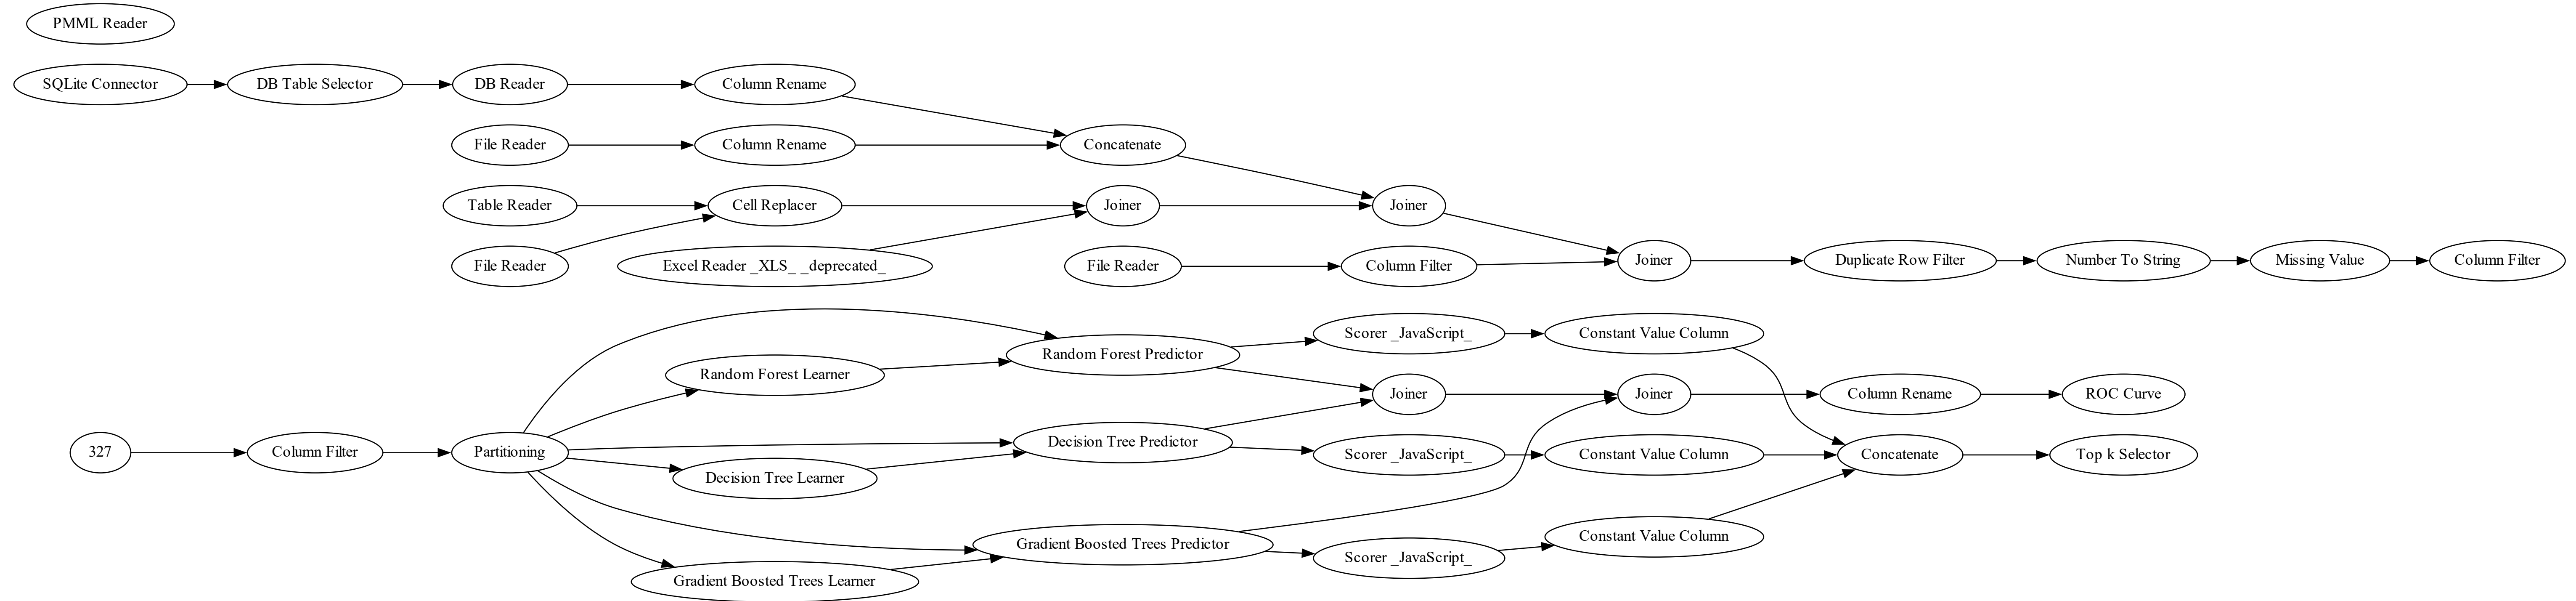 PMML Reader
SQLite Connector
DB Table Selector
DB Reader
Column Rename
File Reader
Column Rename
Concatenate
Table Reader
Cell Replacer
Joiner
Joiner
File Reader
Excel Reader _XLS_ _deprecated_
File Reader
Column Filter
Joiner
Duplicate Row Filter
Number To String
Missing Value
Column Filter
Random Forest Predictor
Scorer _JavaScript_
Constant Value Column
Random Forest Learner
Joiner
Joiner
Column Rename
ROC Curve
327
Column Filter
Partitioning
Decision Tree Predictor
Scorer _JavaScript_
Constant Value Column
Concatenate
Top k Selector
Decision Tree Learner
Gradient Boosted Trees Predictor
Scorer _JavaScript_
Constant Value Column
Gradient Boosted Trees Learner